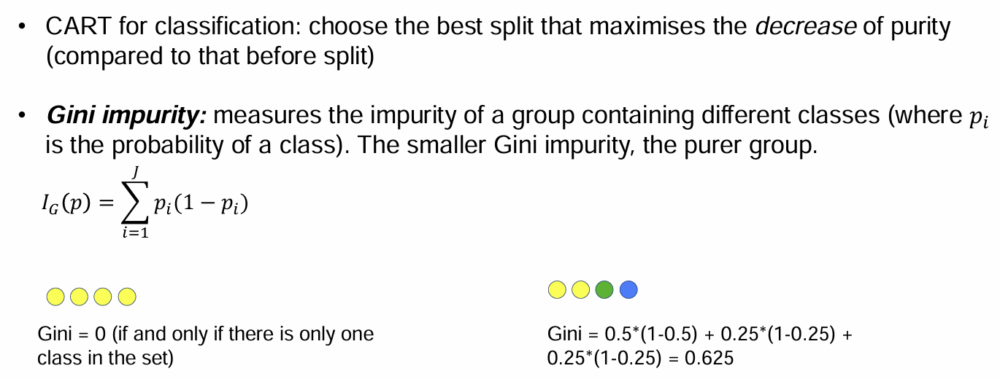 • CART for classification: choose the best split that maximises the decrease of purity
(compared to that before split)
• Gini impurity: measures the impurity of a group containing different classes (where 𝑝ᵢ
is the probability of a class). The smaller Gini impurity, the purer group.
I_G(p) = ∑_{i=1}^{J} p_i(1 − p_i)
Gini = 0 (if and only if there is only one
class in the set)
Gini = 0.5*(1-0.5) + 0.25*(1-0.25) +
0.25*(1-0.25) = 0.625